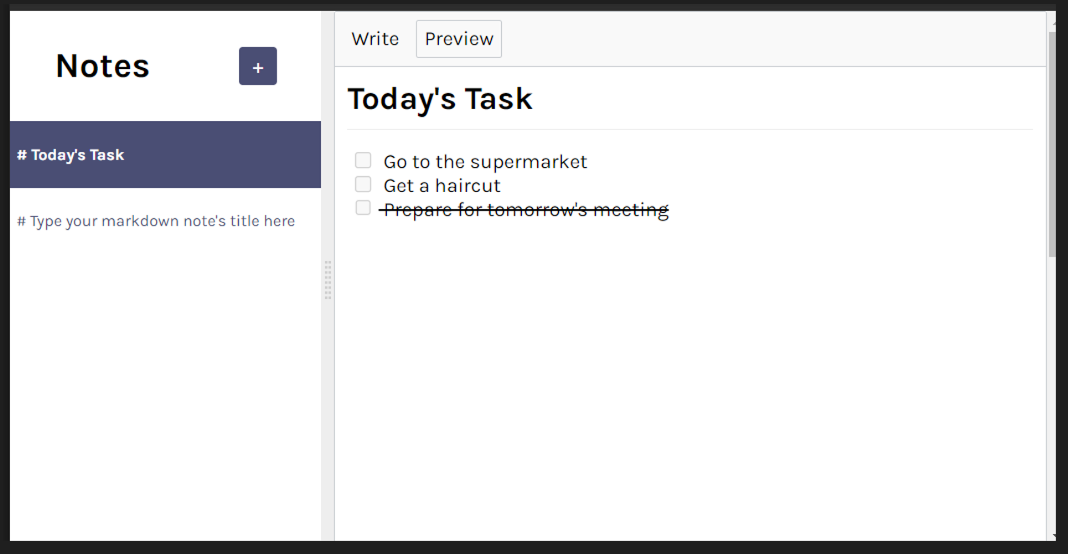 Notes
+
# Today's Task
# Type your markdown note's title here
Write Preview
Today's Task
Go to the supermarket
Get a haircut
Prepare for tomorrow's meeting